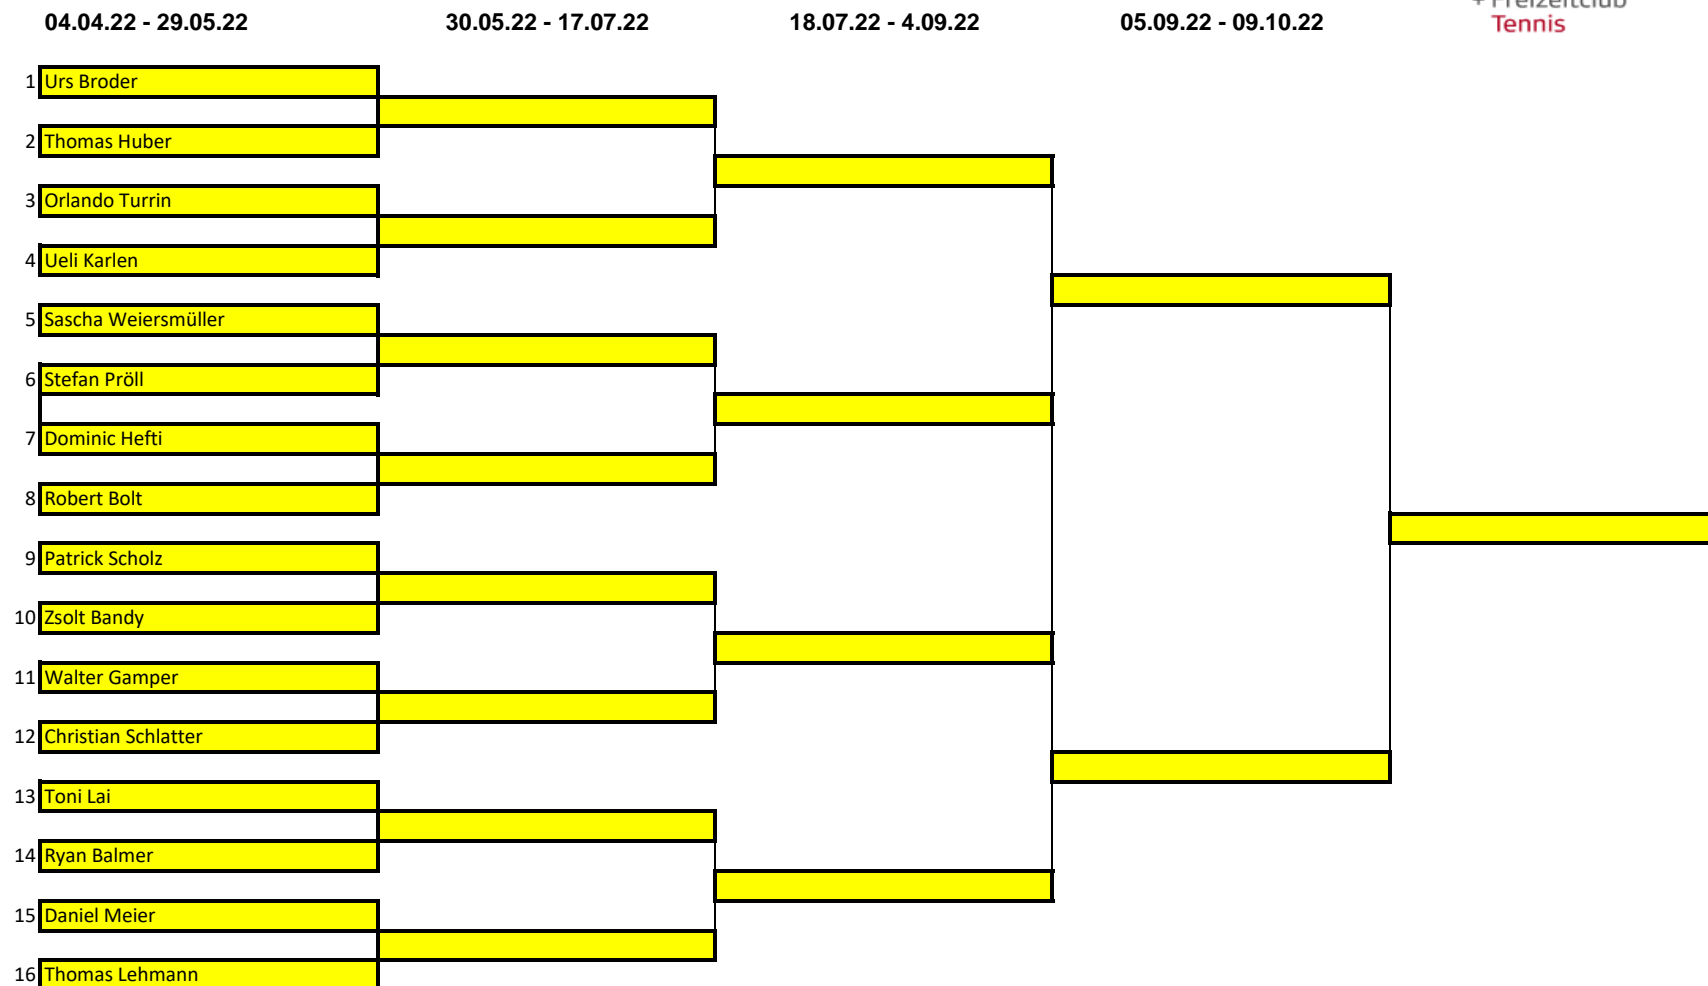 + Freizeitclub
Tennis
04.04.22 - 29.05.22 30.05.22 - 17.07.22 18.07.22 - 4.09.22 05.09.22 - 09.10.22
1 Urs Broder
2 Thomas Huber
3 Orlando Turrin
4 Ueli Karlen
5 Sascha Weiersmüller
6 Stefan Pröll
7 Dominic Hefti
8 Robert Bolt
9 Patrick Scholz
10 Zsolt Bandy
11 Walter Gamper
12 Christian Schlatter
13 Toni Lai
14 Ryan Balmer
15 Daniel Meier
16 Thomas Lehmann